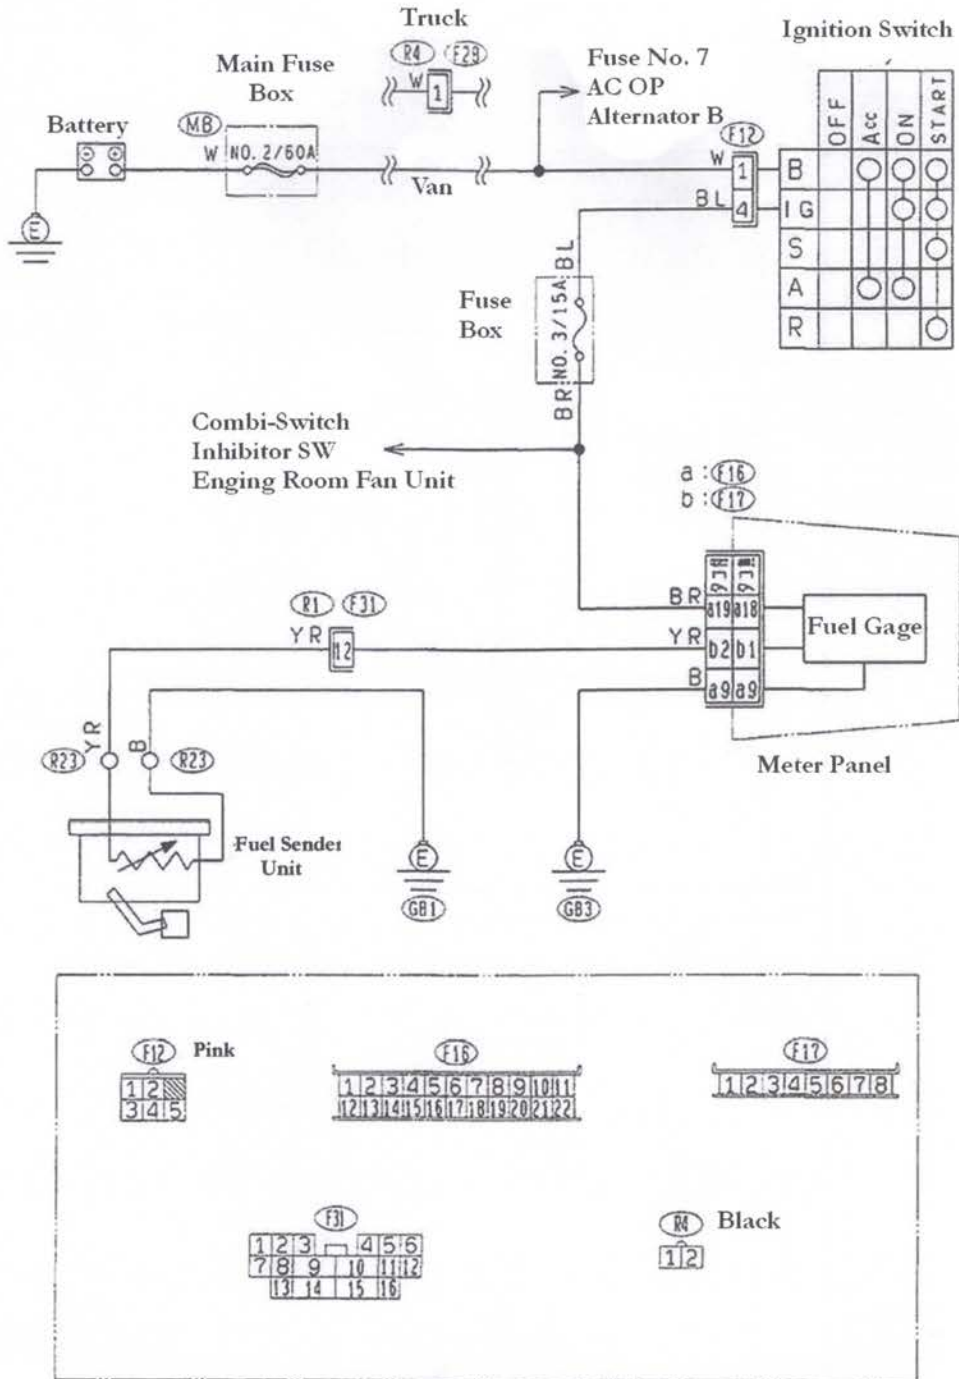 Truck
R4 F29
W 1
Main Fuse
Box
Battery
MB
W NO. 2/60A
Van
E
Fuse No. 7
AC OP
Alternator B
F12
W 1
BL 4
Ignition Switch
OFF Acc ON START
B
IG
S
A
R
BL
Fuse
Box
NO. 3/15A
BR
Combi-Switch
Inhibitor SW
Enging Room Fan Unit
a : F16
b : F17
BR a19 a18
YR b2 b1
B a9 a9
Fuel Gage
Meter Panel
R1 F31
YR 12
YR B
R23 R23
Fuel Sender
Unit
E E
GB1 GB3
F12 Pink
1 2
3 4 5
F16
1 2 3 4 5 6 7 8 9 10 11
12 13 14 15 16 17 18 19 20 21 22
F17
1 2 3 4 5 6 7 8
F31
1 2 3 4 5 6
7 8 9 10 11 12
13 14 15 16
R4 Black
1 2